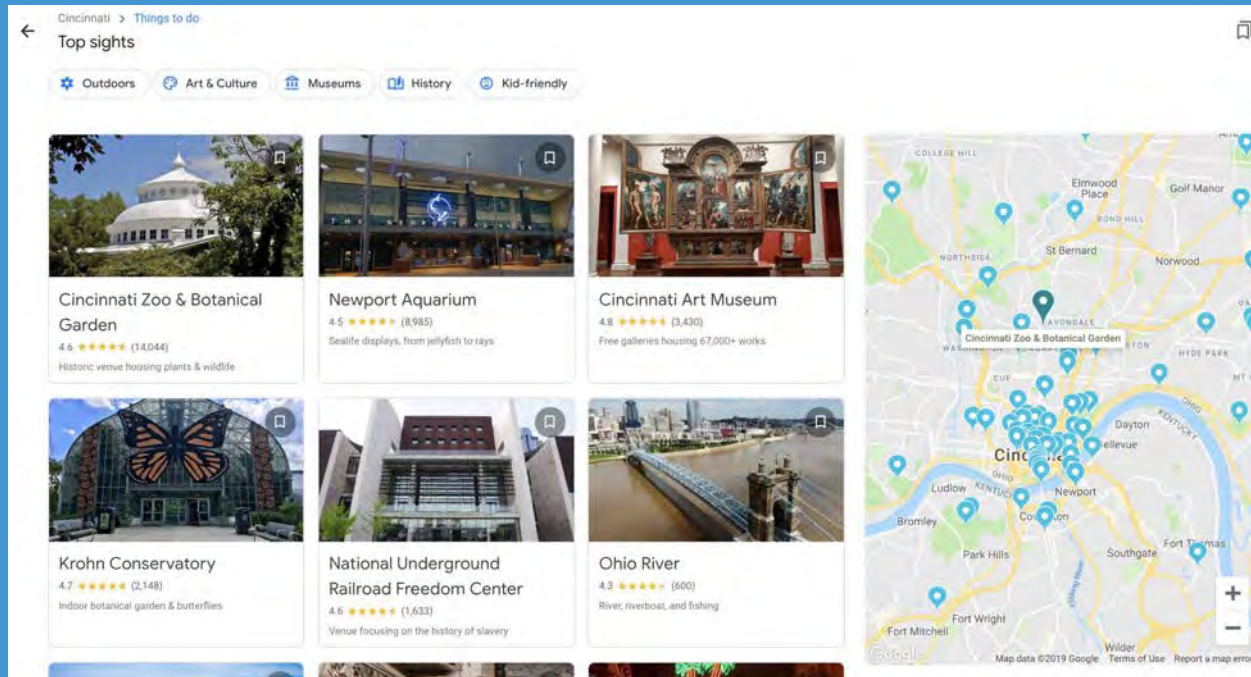 Cincinnati > Things to do
Top sights
Outdoors
Art & Culture
Museums
History
Kid-friendly
Cincinnati Zoo & Botanical
Garden
4.6 (14,044)
Historic venue housing plants & wildlife
Newport Aquarium
4.5 (8,985)
Sealife displays, from jellyfish to rays
Cincinnati Art Museum
4.8 (3,430)
Free galleries housing 67,000+ works
Krohn Conservatory
4.7 (2,148)
Indoor botanical garden & butterflies
National Underground
Railroad Freedom Center
4.6 (1,633)
Venue focusing on the history of slavery
Ohio River
4.3 (600)
River, riverboat, and fishing
COLLEGE HILL
Elmwood
Place
Golf Manor
BOND HILL
St Bernard
NORTHSIDE
Norwood
AVONDALE
Cincinnati Zoo & Botanical Garden
HYDE PARK
CUF
OHIO
KENTUCKY
Dayton
OHIO
Ludlow
Newport
Bromley
Park Hills
Southgate
Fort Wright
Fort Mitchell
Wilder
Google
Map data ©2019 Google Terms of Use Report a map error